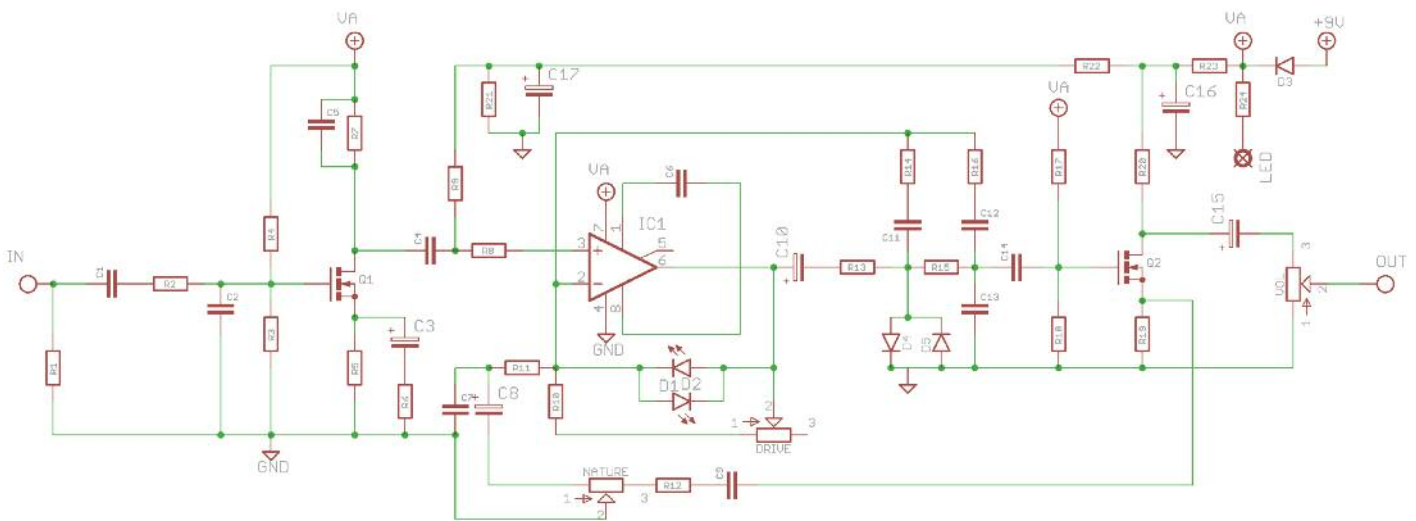 VA
VA
+9V
C17
R22
R23
D3
R21
C16
R24
VA
C5
R7
LED
R9
VA
C6
R14
R16
R17
R20
IC1
7
1
C11
C12
C15
R4
C4
R8
3
+
5
6
2
-
4
8
C10
R13
R15
C14
Q2
3
VO
2
1
OUT
IN
C1
R2
Q1
C2
R3
C3
GND
C13
R18
R19
D4
D5
R1
R5
R11
D1
D2
C7
C8
R10
2
1
3
DRIVE
GND
NATURE
1
2
3
R12
C9